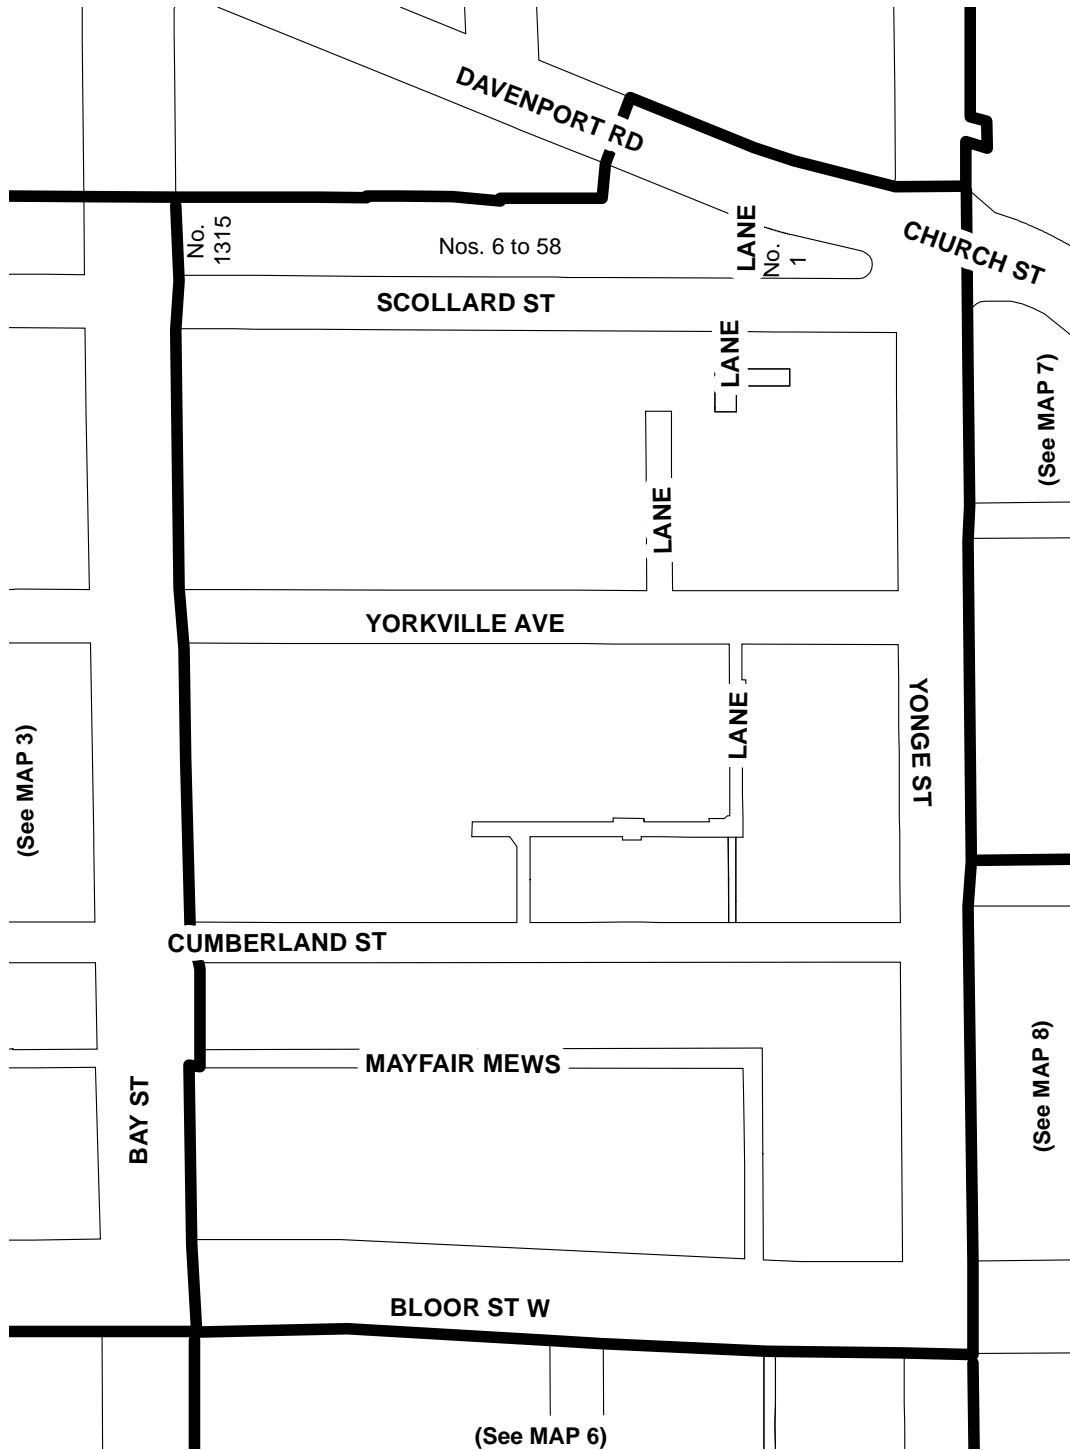 DAVENPORT RD
No.
1315
Nos. 6 to 58
LANE
No.
1
CHURCH ST
SCOLLARD ST
LANE
(See MAP 7)
LANE
YORKVILLE AVE
LANE
YONGE ST
(See MAP 3)
CUMBERLAND ST
MAYFAIR MEWS
BAY ST
(See MAP 8)
BLOOR ST W
(See MAP 6)